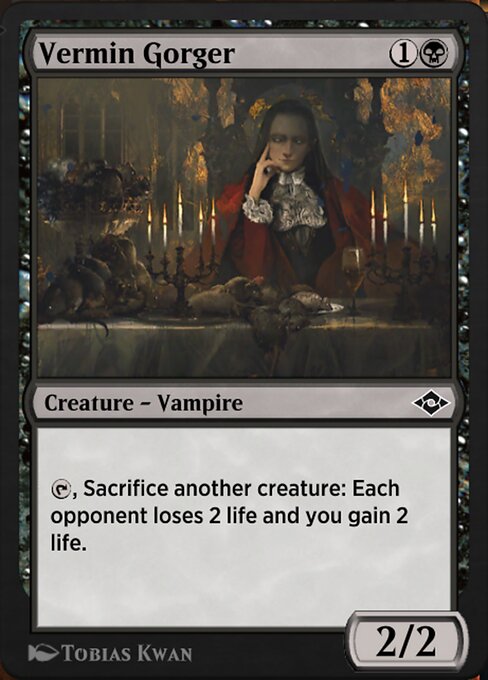 Vermin Gorger 1
Creature – Vampire
, Sacrifice another creature: Each
opponent loses 2 life and you gain 2
life.
2/2
Tobias Kwan